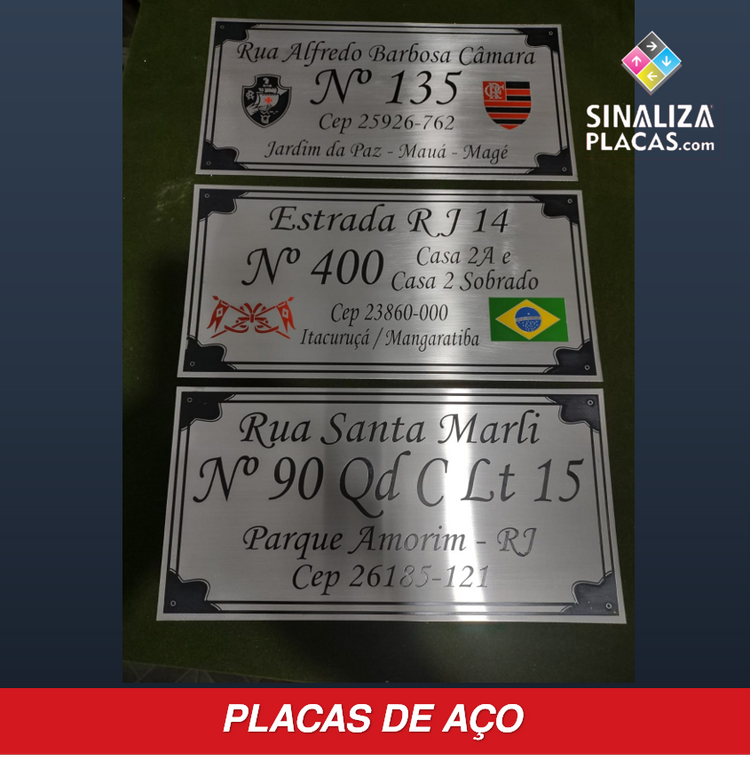 Rua Alfredo Barbosa Câmara
Nº 135
Cep 25926-762
Jardim da Paz - Mauá - Magé
SINALIZA
PLACAS.com
Estrada RJ 14
Nº 400 Casa 2A e
Casa 2 Sobrado
Cep 23860-000
Itacuruçá / Mangaratiba
Rua Santa Marli
Nº 90 Qd C Lt 15
Parque Amorim - RJ
Cep 26185-121
PLACAS DE AÇO